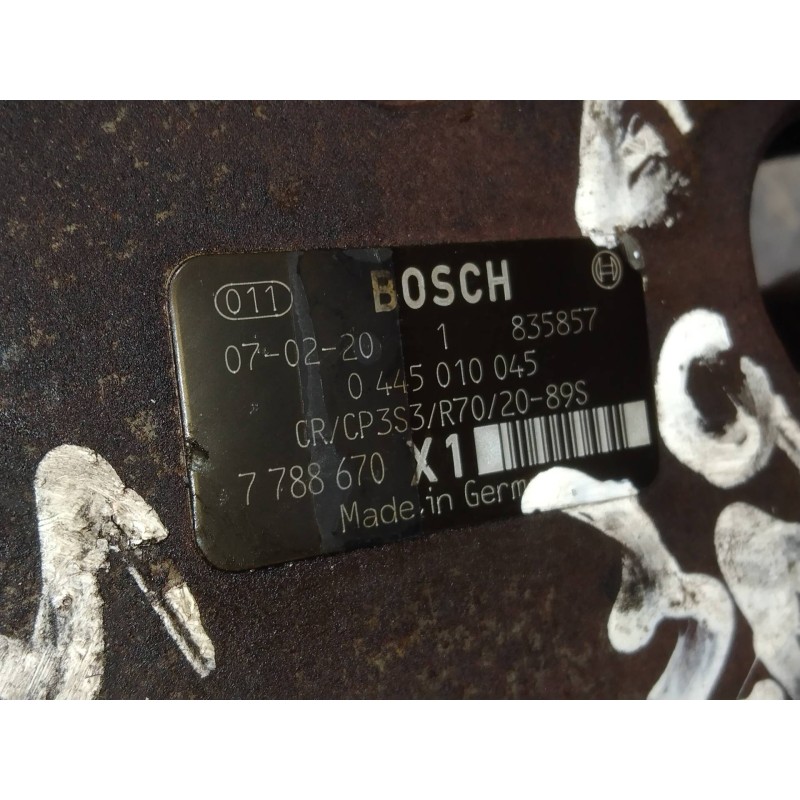 011 BOSCH
07-02-20 1 835857
0 445 010 045
CR/CP3S3/R70/20-89S
7 788 670 X1
Made in Germ